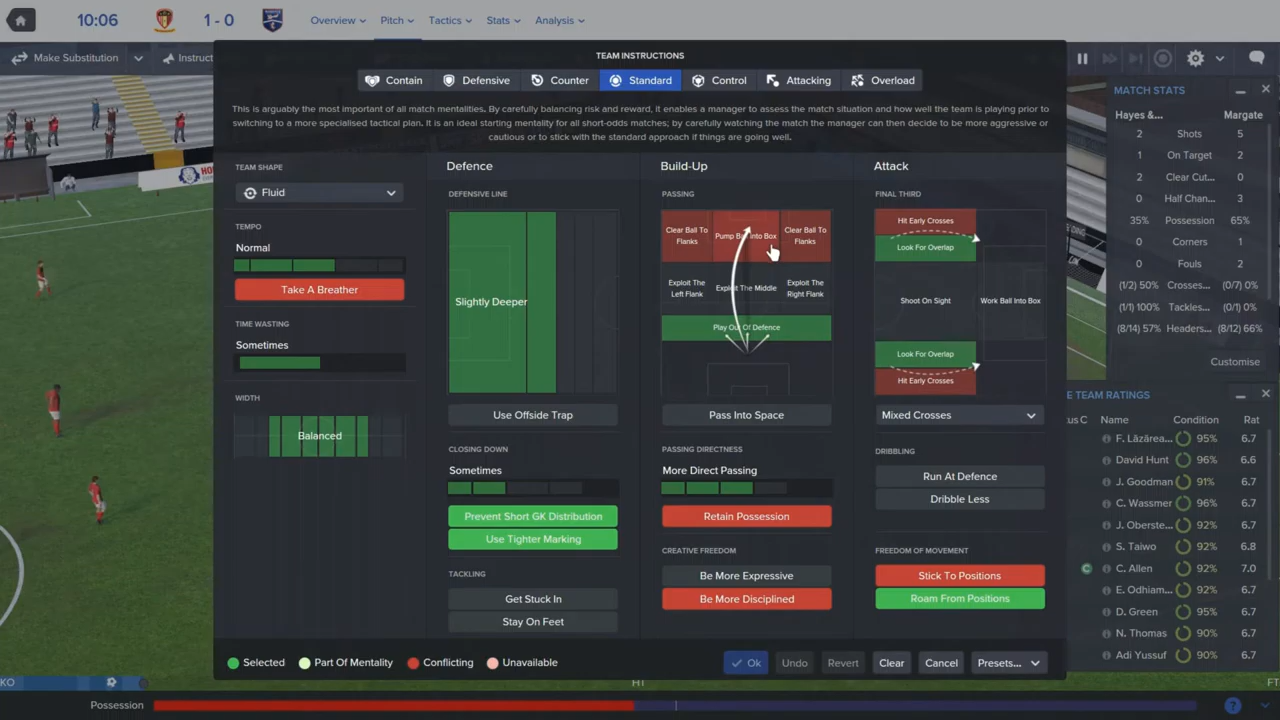 10:06
1 - 0
Overview
Pitch
Tactics
Stats
Analysis
Make Substitution
Instruct
TEAM INSTRUCTIONS
Contain
Defensive
Counter
Standard
Control
Attacking
Overload
This is arguably the most important of all match mentalities. By carefully balancing risk and reward, it enables a manager to assess the match situation and how well the team is playing prior to
switching to a more specialised tactical plan. It is an ideal starting mentality for all short-odds matches; by carefully watching the match the manager can then decide to be more aggressive or
cautious or to stick with the standard approach if things are going well.
TEAM SHAPE
Fluid
TEMPO
Normal
Take A Breather
TIME WASTING
Sometimes
WIDTH
Balanced
Defence
DEFENSIVE LINE
Slightly Deeper
Use Offside Trap
CLOSING DOWN
Sometimes
Prevent Short GK Distribution
Use Tighter Marking
TACKLING
Get Stuck In
Stay On Feet
Build-Up
PASSING
Clear Ball To
Flanks
Pump Ball Into Box
Clear Ball To
Flanks
Exploit The
Left Flank
Exploit The Middle
Exploit The
Right Flank
Play Out Of Defence
Pass Into Space
PASSING DIRECTNESS
More Direct Passing
Retain Possession
CREATIVE FREEDOM
Be More Expressive
Be More Disciplined
Attack
FINAL THIRD
Hit Early Crosses
Look For Overlap
Shoot On Sight
Work Ball Into Box
Look For Overlap
Hit Early Crosses
Mixed Crosses
DRIBBLING
Run At Defence
Dribble Less
FREEDOM OF MOVEMENT
Stick To Positions
Roam From Positions
Selected
Part Of Mentality
Conflicting
Unavailable
Ok
Undo
Revert
Clear
Cancel
Presets...
MATCH STATS
Hayes &... Margate
2 Shots 5
1 On Target 2
2 Clear Cut... 0
0 Half Chan... 3
35% Possession 65%
0 Corners 1
0 Fouls 2
(1/2) 50% Crosses... (0/7) 0%
(1/1) 100% Tackles... (0/1) 0%
(8/14) 57% Headers... (8/12) 66%
Customise
E TEAM RATINGS
tus C Name Condition Rat
F. Lăzărea... 95% 6.7
David Hunt 96% 6.6
J. Goodman 91% 6.7
C. Wassmer 96% 6.7
J. Oberste... 92% 6.7
S. Taiwo 92% 6.8
C C. Allen 92% 7.0
E. Odhiam... 92% 6.7
D. Green 95% 6.7
N. Thomas 90% 6.7
Adi Yussuf 90% 6.7
KO
HT
FT
Possession
?